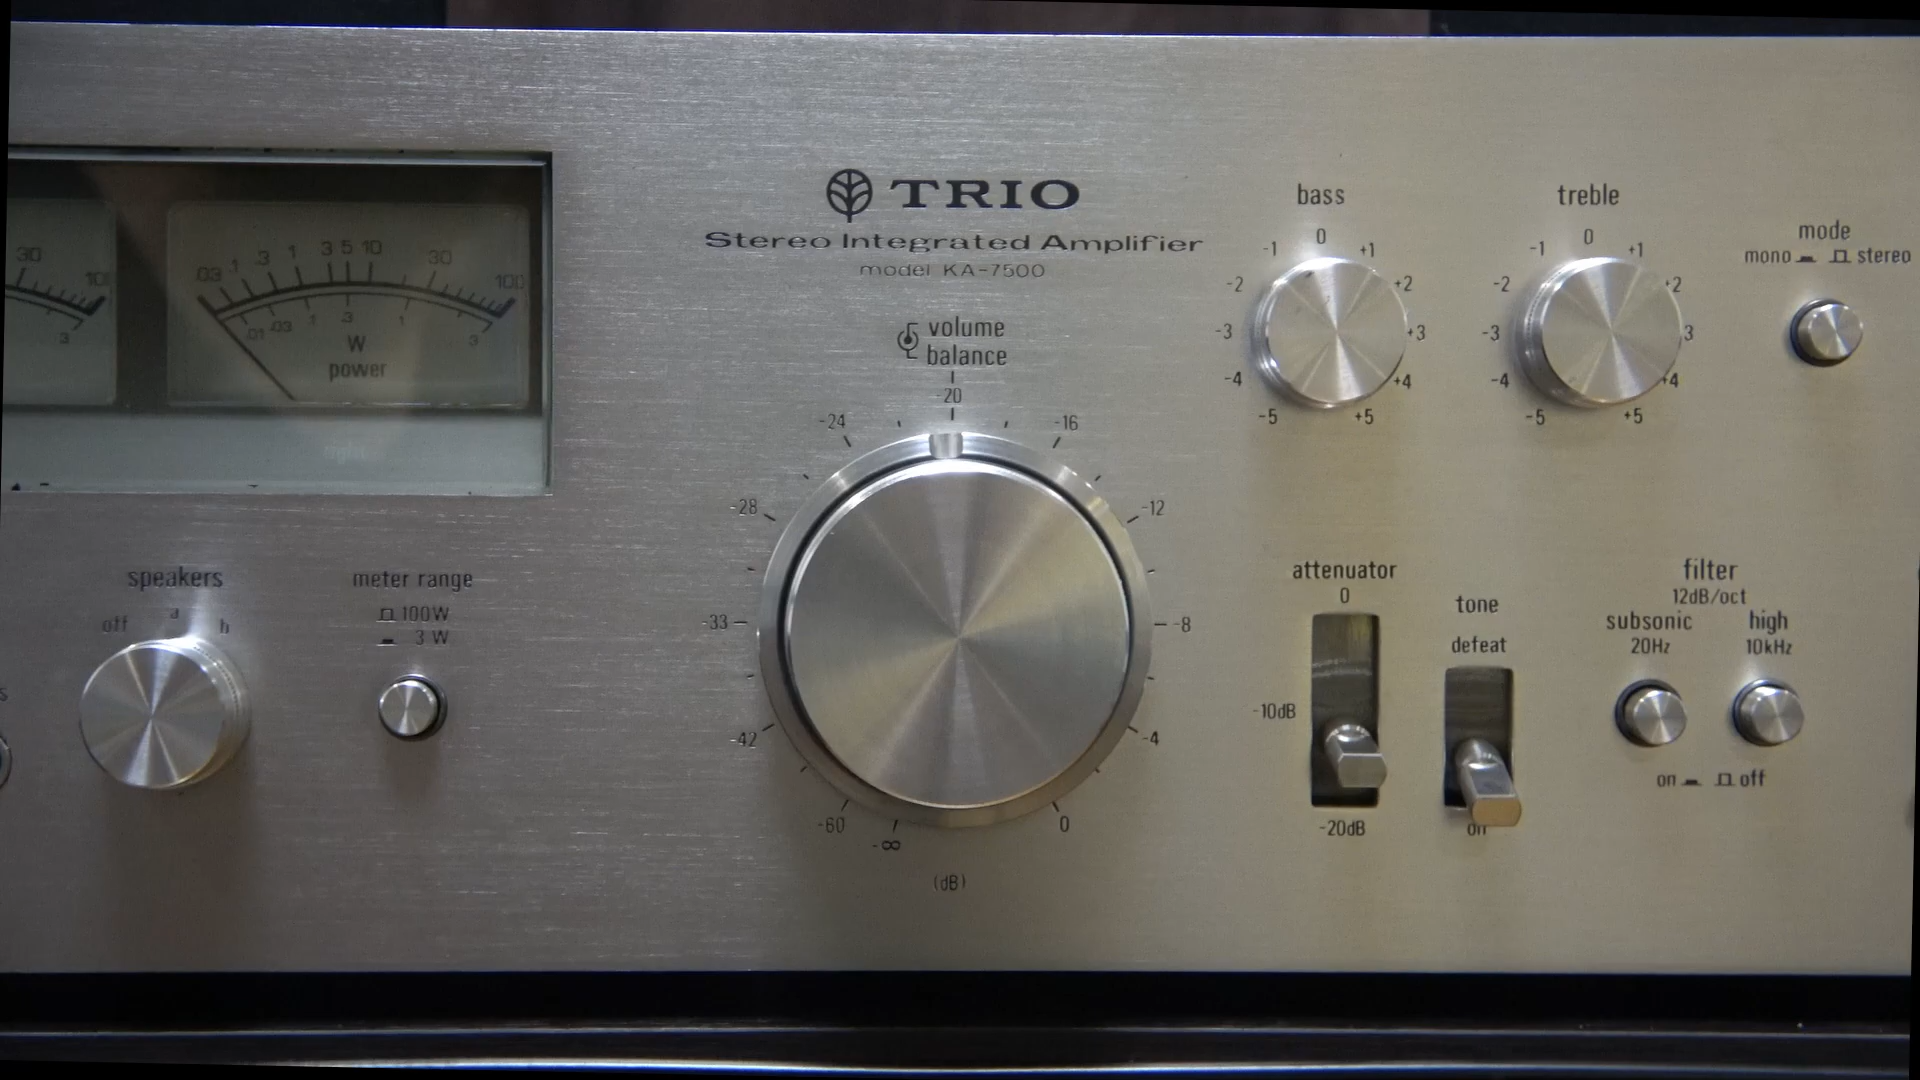 TRIO
Stereo Integrated Amplifier
model KA-7500
30 100
3
.03 .1 .3 1 3 5 10 30 100
.01 .03 .1 .3 1 3
W
power
volume
balance
-20
-24 -16
-28 -12
-33 -8
-42 -4
-60 0
-∞
(dB)
bass
0
-1 +1
-2 +2
-3 +3
-4 +4
-5 +5
treble
0
-1 +1
-2 +2
-3 3
-4 +4
-5 +5
mode
mono stereo
speakers
off a b
meter range
100W
3 W
attenuator
0
-10dB
-20dB
tone
defeat
on
filter
12dB/oct
subsonic high
20Hz 10kHz
on off